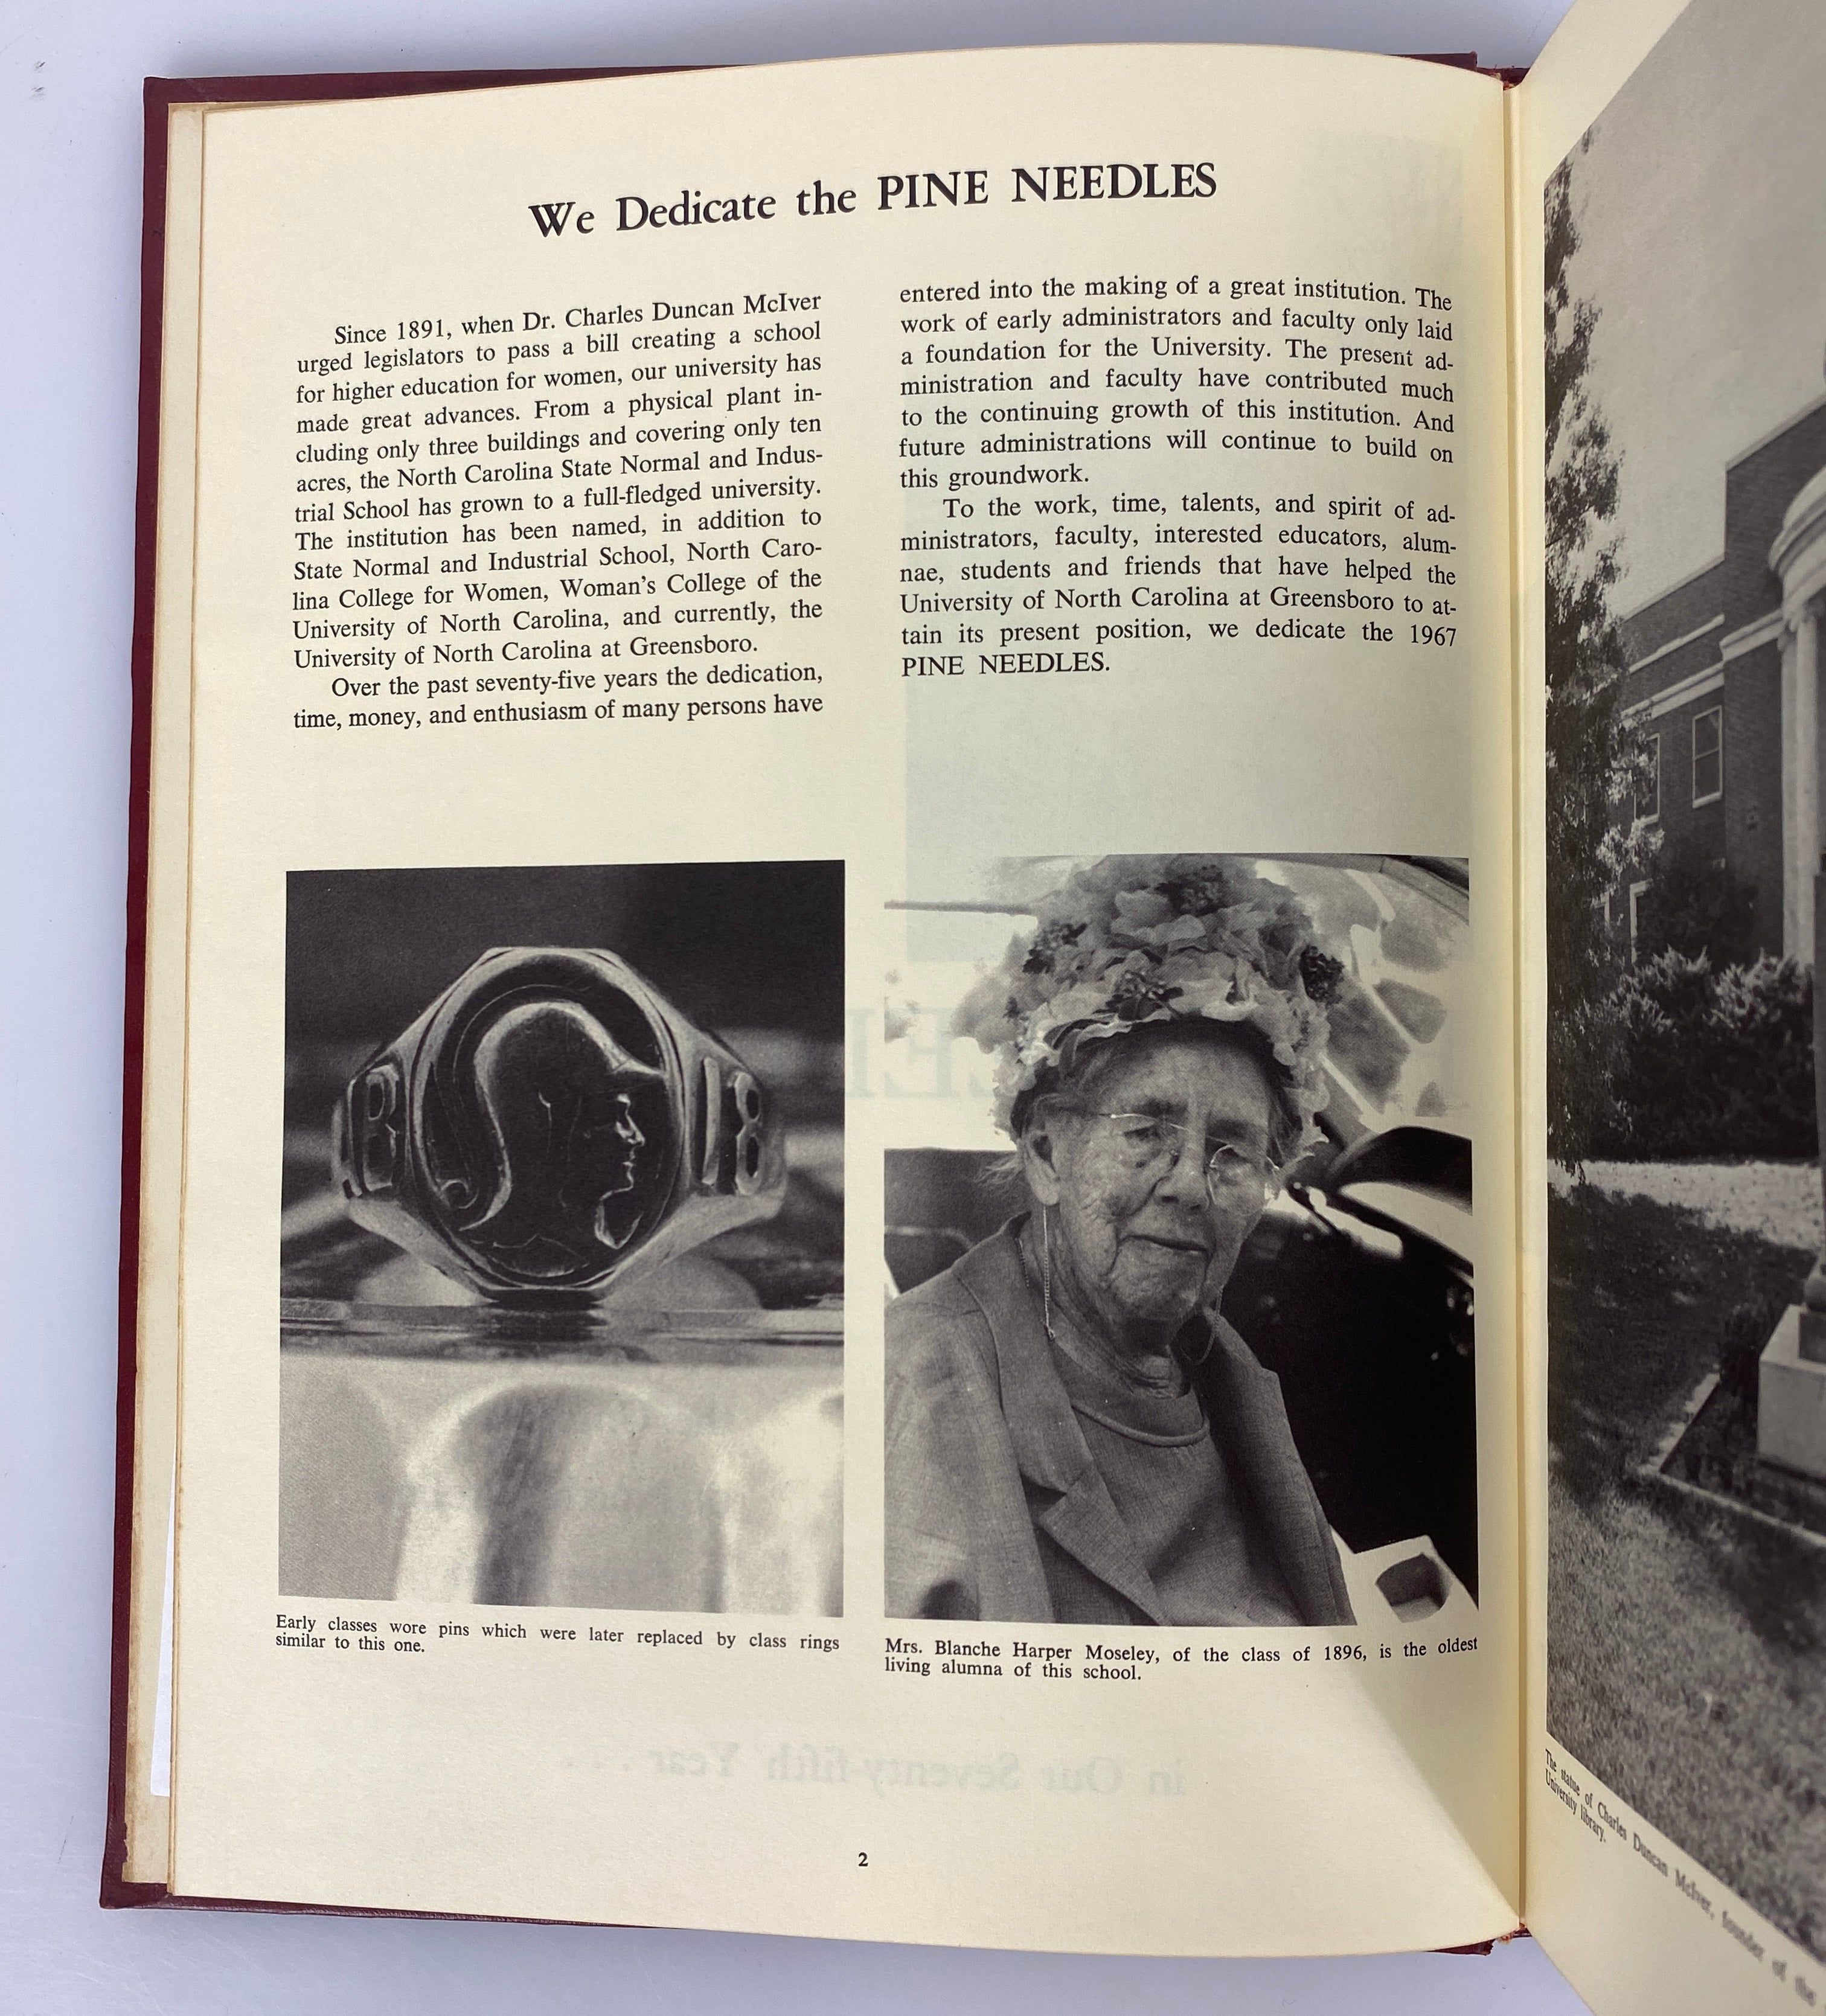 We Dedicate the PINE NEEDLES
Since 1891, when Dr. Charles Duncan McIver
urged legislators to pass a bill creating a school
for higher education for women, our university has
made great advances. From a physical plant in-
cluding only three buildings and covering only ten
acres, the North Carolina State Normal and Indus-
trial School has grown to a full-fledged university.
The institution has been named, in addition to
State Normal and Industrial School, North Caro-
lina College for Women, Woman's College of the
University of North Carolina, and currently, the
University of North Carolina at Greensboro.
Over the past seventy-five years the dedication,
time, money, and enthusiasm of many persons have
entered into the making of a great institution. The
work of early administrators and faculty only laid
a foundation for the University. The present ad-
ministration and faculty have contributed much
to the continuing growth of this institution. And
future administrations will continue to build on
this groundwork.
To the work, time, talents, and spirit of ad-
ministrators, faculty, interested educators, alum-
nae, students and friends that have helped the
University of North Carolina at Greensboro to at-
tain its present position, we dedicate the 1967
PINE NEEDLES.
B
18
Early classes wore pins which were later replaced by class rings
similar to this one.
Mrs. Blanche Harper Moseley, of the class of 1896, is the oldest
living alumna of this school.
in Our Seventy-fifth Year . . .
2
The statue of Charles Duncan McIver, founder of the
University library.